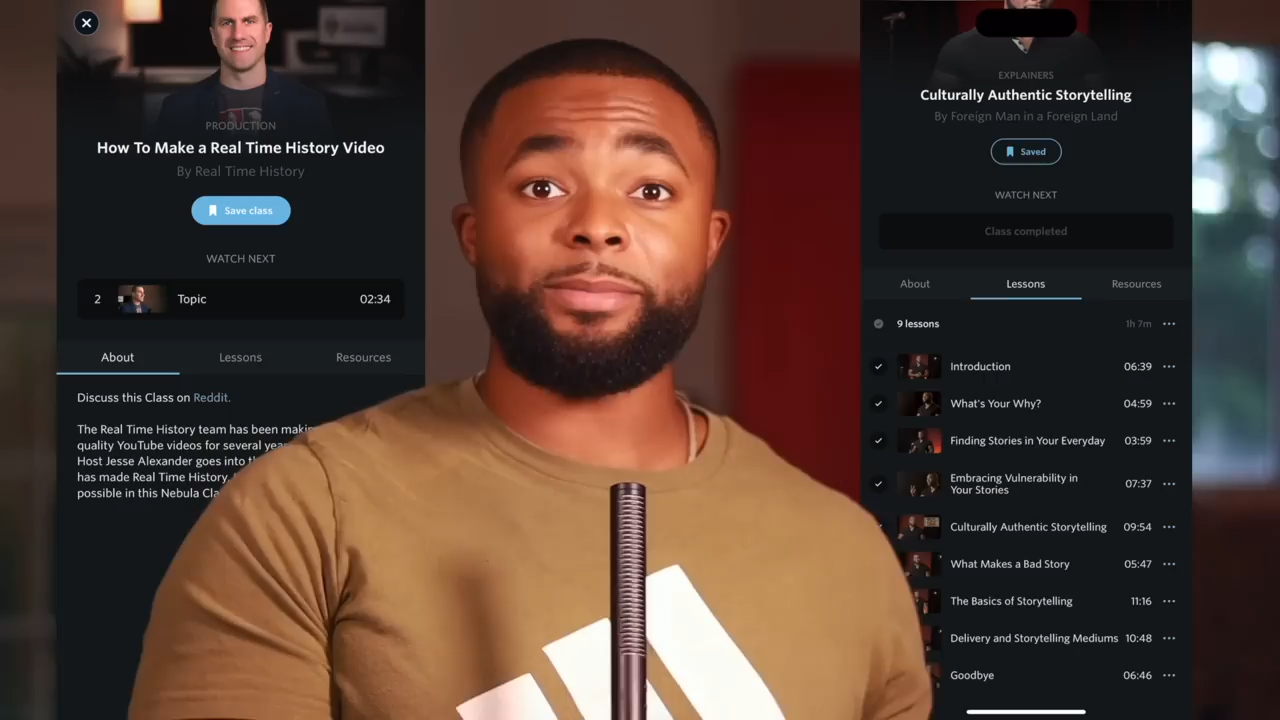 PRODUCTION
How To Make a Real Time History Video
By Real Time History
Save class
WATCH NEXT
2 Topic 02:34
About Lessons Resources
Discuss this Class on Reddit.
The Real Time History team has been makin
quality YouTube videos for several yea
Host Jesse Alexander goes into
has made Real Time History
possible in this Nebula Cla
EXPLAINERS
Culturally Authentic Storytelling
By Foreign Man in a Foreign Land
Saved
WATCH NEXT
Class completed
About Lessons Resources
9 lessons 1h 7m
Introduction 06:39
What's Your Why? 04:59
Finding Stories in Your Everyday 03:59
Embracing Vulnerability in
Your Stories 07:37
Culturally Authentic Storytelling 09:54
What Makes a Bad Story 05:47
The Basics of Storytelling 11:16
Delivery and Storytelling Mediums 10:48
Goodbye 06:46